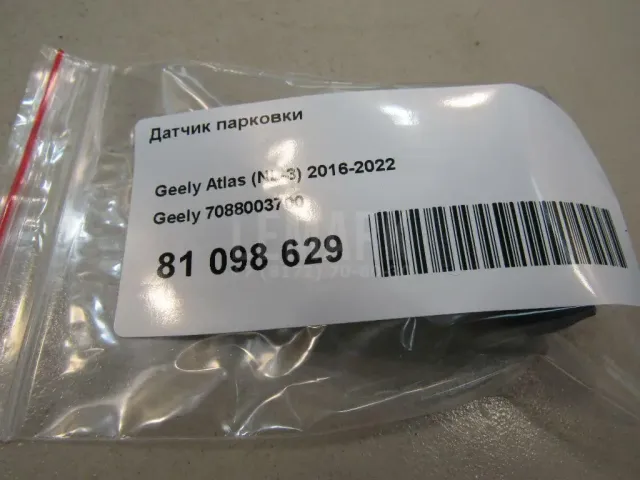 Датчик парковки
Geely Atlas (NL-3) 2016-2022
Geely 7088003700
81 098 629